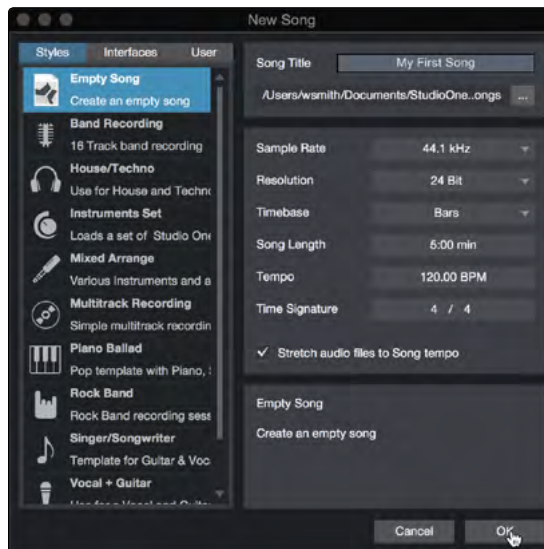 New Song
Styles Interfaces User
Empty Song
Create an empty song
Band Recording
16 Track band recording
House/Techno
Use for House and Techno
Instruments Set
Loads a set of Studio One
Mixed Arrange
Various Instruments and a
Multitrack Recording
Simple multitrack recordin
Piano Ballad
Pop template with Piano,
Rock Band
Rock Band recording sess
Singer/Songwriter
Template for Guitar & Voc
Vocal + Guitar
Song Title My First Song
/Users/wsmith/Documents/StudioOne..ongs ...
Sample Rate 44.1 kHz
Resolution 24 Bit
Timebase Bars
Song Length 5:00 min
Tempo 120.00 BPM
Time Signature 4 / 4
Stretch audio files to Song tempo
Empty Song
Create an empty song
Cancel OK